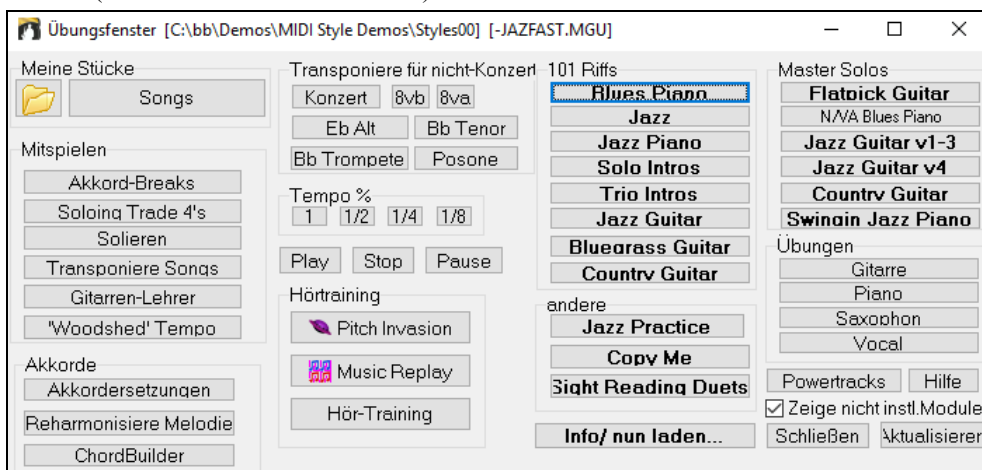 Übungsfenster [C:\bb\Demos\MIDI Style Demos\Styles00] [-JAZFAST.MGU]
Meine Stücke
Songs
Mitspielen
Akkord-Breaks
Soloing Trade 4's
Solieren
Transponiere Songs
Gitarren-Lehrer
'Woodshed' Tempo
Akkorde
Akkordersetzungen
Reharmonisiere Melodie
ChordBuilder
Transponiere für nicht-Konzert
Konzert 8vb 8va
Eb Alt Bb Tenor
Bb Trompete Posone
Tempo %
1 1/2 1/4 1/8
Play Stop Pause
Hörtraining
Pitch Invasion
Music Replay
Hör-Training
101 Riffs
Blues Piano
Jazz
Jazz Piano
Solo Intros
Trio Intros
Jazz Guitar
Bluegrass Guitar
Country Guitar
andere
Jazz Practice
Copy Me
Sight Reading Duets
Info/ nun laden...
Master Solos
Flatpick Guitar
N/VA Blues Piano
Jazz Guitar v1-3
Jazz Guitar v4
Country Guitar
Swingin Jazz Piano
Übungen
Gitarre
Piano
Saxophon
Vocal
Powertracks Hilfe
Zeige nicht instl.Module
Schließen Aktualisieren